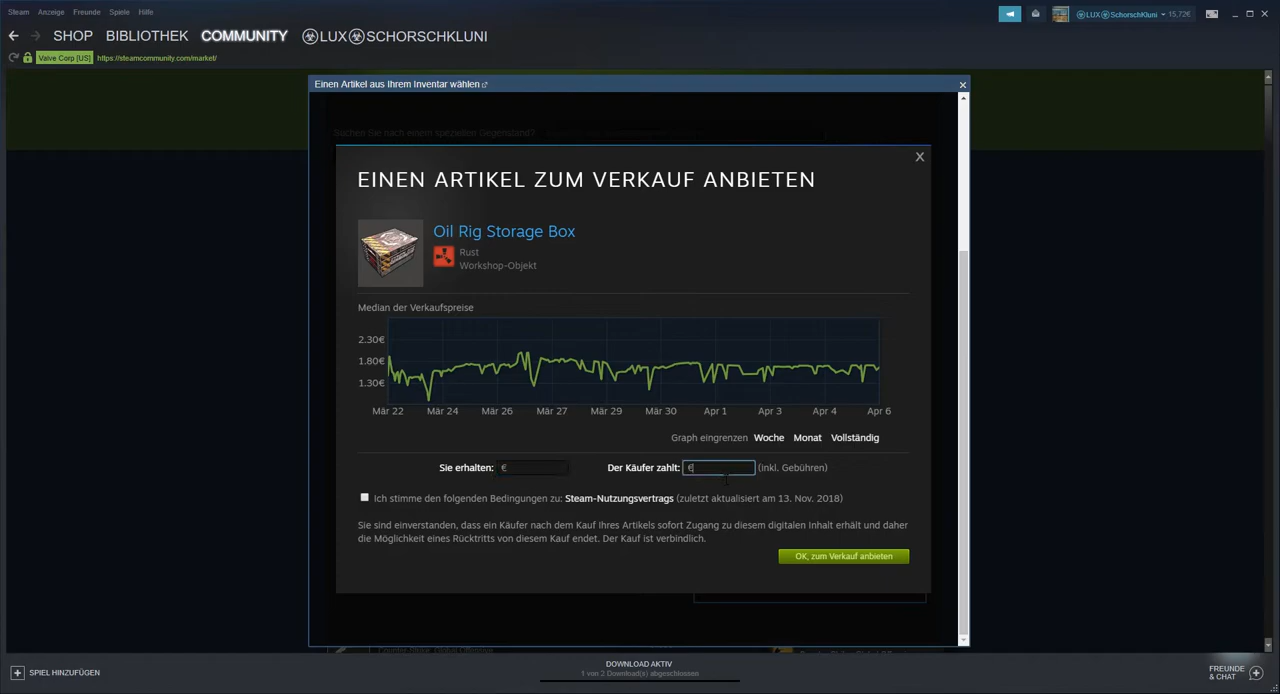 Steam Anzeige Freunde Spiele Hilfe
LUX SchorschKluni 15,72€
SHOP BIBLIOTHEK COMMUNITY LUX SCHORSCHKLUNI
Valve Corp [US] https://steamcommunity.com/market/
Einen Artikel aus Ihrem Inventar wählen
Suchen Sie nach einem speziellen Gegenstand?
X
EINEN ARTIKEL ZUM VERKAUF ANBIETEN
Oil Rig Storage Box
Rust
Workshop-Objekt
Median der Verkaufspreise
2.30€
1.80€
1.30€
Mär 22 Mär 24 Mär 26 Mär 27 Mär 29 Mär 30 Apr 1 Apr 3 Apr 4 Apr 6
Graph eingrenzen Woche Monat Vollständig
Sie erhalten: € Der Käufer zahlt: € (inkl. Gebühren)
Ich stimme den folgenden Bedingungen zu: Steam-Nutzungsvertrags (zuletzt aktualisiert am 13. Nov. 2018)
Sie sind einverstanden, dass ein Käufer nach dem Kauf Ihres Artikels sofort Zugang zu diesem digitalen Inhalt erhält und daher
die Möglichkeit eines Rücktritts von diesem Kauf endet. Der Kauf ist verbindlich.
OK, zum Verkauf anbieten
SPIEL HINZUFÜGEN
DOWNLOAD AKTIV
1 von 2 Download(s) abgeschlossen
FREUNDE
& CHAT